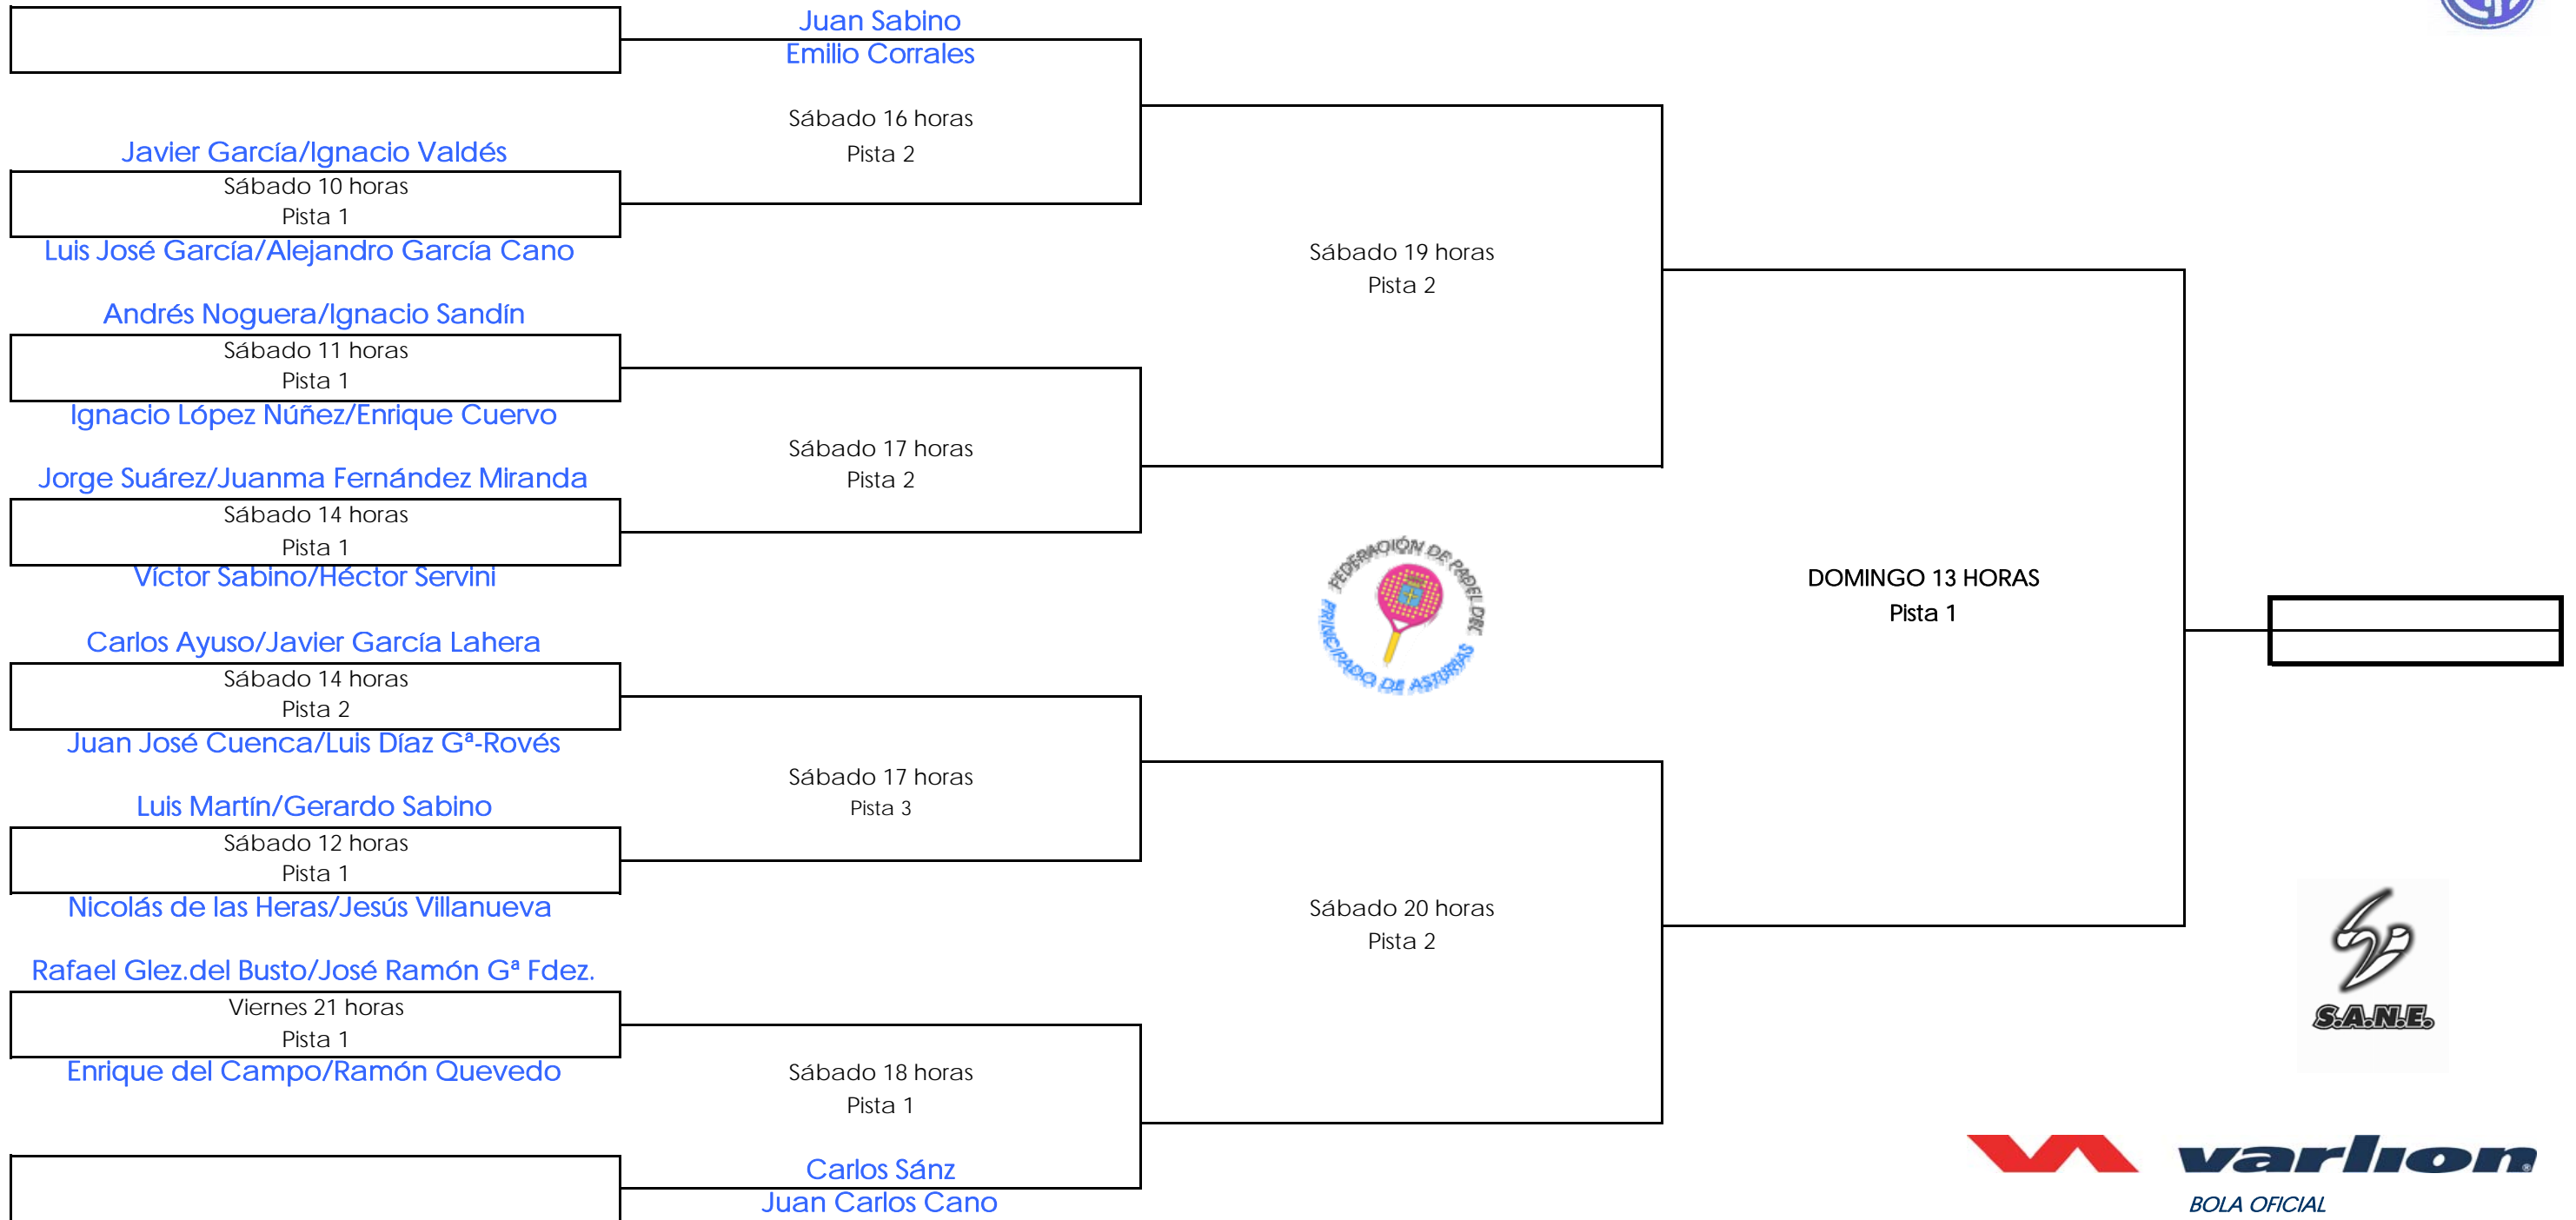 Juan Sabino
Emilio Corrales
Sábado 16 horas
Pista 2
Javier García/Ignacio Valdés
Sábado 10 horas
Pista 1
Luis José García/Alejandro García Cano
Sábado 19 horas
Pista 2
Andrés Noguera/Ignacio Sandín
Sábado 11 horas
Pista 1
Ignacio López Núñez/Enrique Cuervo
Sábado 17 horas
Pista 2
Jorge Suárez/Juanma Fernández Miranda
Sábado 14 horas
Pista 1
Víctor Sabino/Héctor Servini
FEDERACIÓN DE PADEL DEL
PRINCIPADO DE ASTURIAS
DOMINGO 13 HORAS
Pista 1
Carlos Ayuso/Javier García Lahera
Sábado 14 horas
Pista 2
Juan José Cuenca/Luis Díaz Gª-Rovés
Sábado 17 horas
Pista 3
Luis Martín/Gerardo Sabino
Sábado 12 horas
Pista 1
Nicolás de las Heras/Jesús Villanueva
Sábado 20 horas
Pista 2
Rafael Glez.del Busto/José Ramón Gª Fdez.
Viernes 21 horas
Pista 1
Enrique del Campo/Ramón Quevedo
S.A.N.E.
Sábado 18 horas
Pista 1
Carlos Sánz
Juan Carlos Cano
varlion
BOLA OFICIAL